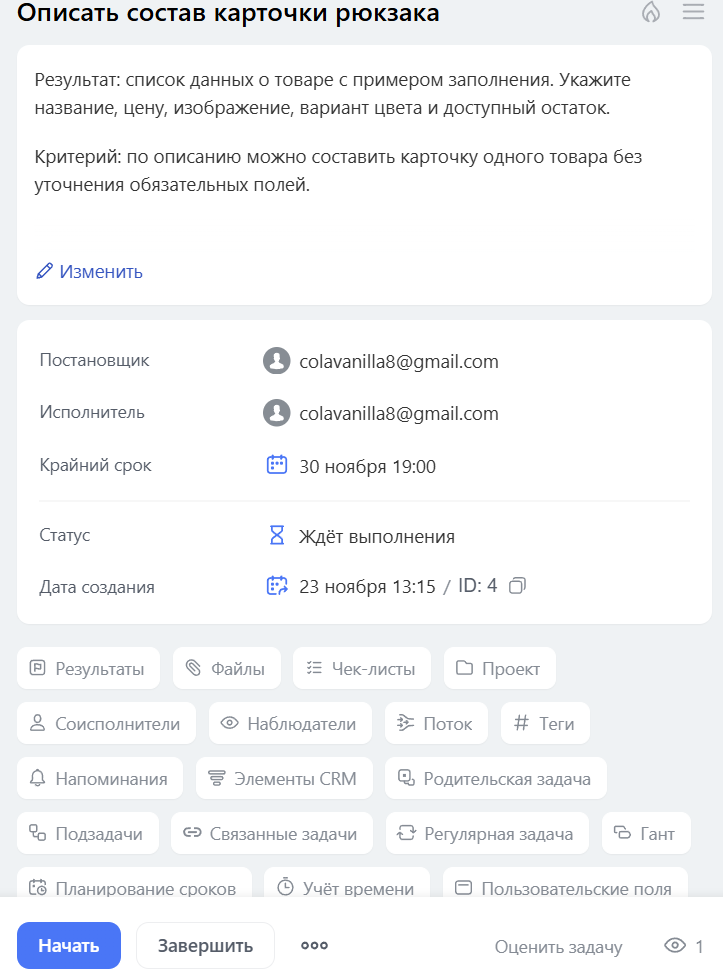 Описать состав карточки рюкзака
Результат: список данных о товаре с примером заполнения. Укажите
название, цену, изображение, вариант цвета и доступный остаток.
Критерий: по описанию можно составить карточку одного товара без
уточнения обязательных полей.
Изменить
Постановщик colavanilla8@gmail.com
Исполнитель colavanilla8@gmail.com
Крайний срок 30 ноября 19:00
Статус Ждёт выполнения
Дата создания 23 ноября 13:15 / ID: 4
Результаты Файлы Чек-листы Проект
Соисполнители Наблюдатели Поток Теги
Напоминания Элементы CRM Родительская задача
Подзадачи Связанные задачи Регулярная задача Гант
Планирование сроков Учёт времени Пользовательские поля
Начать Завершить Оценить задачу 1